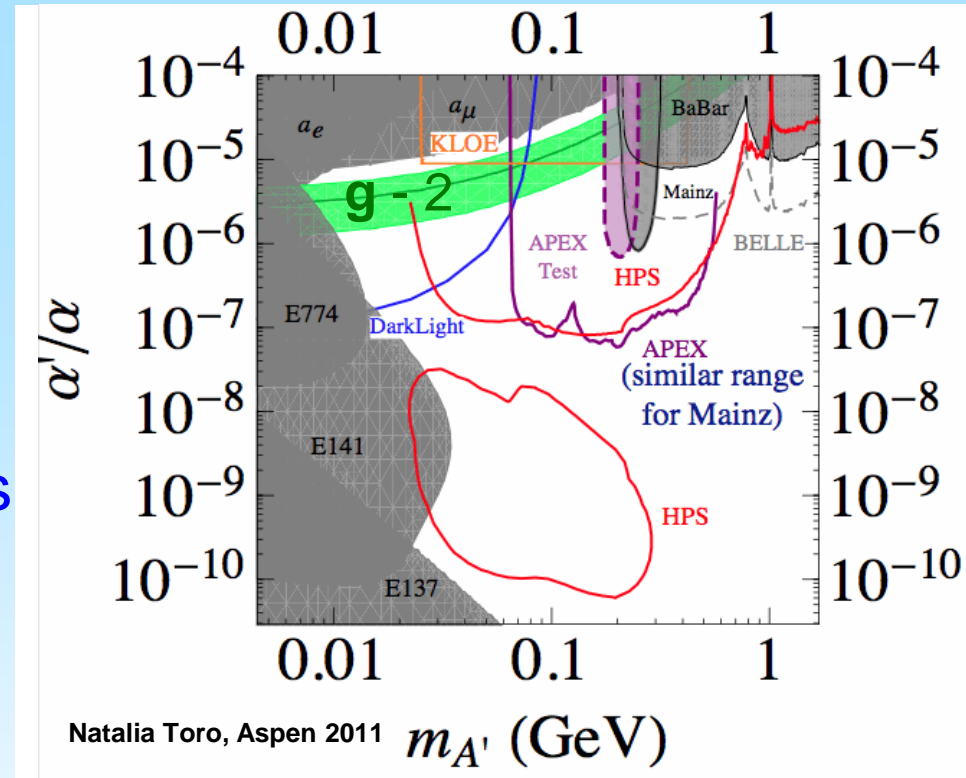 0.01 0.1 1
10⁻⁴ 10⁻⁴
a_e a_μ BaBar
KLOE
10⁻⁵ 10⁻⁵
g - 2 Mainz
10⁻⁶ 10⁻⁶
APEX BELLE
Test HPS
E774
10⁻⁷ DarkLight 10⁻⁷
α'/α
APEX
(similar range
for Mainz)
10⁻⁸ 10⁻⁸
E141
s
10⁻⁹ HPS 10⁻⁹
10⁻¹⁰ E137 10⁻¹⁰
0.01 0.1 1
Natalia Toro, Aspen 2011 m_A' (GeV)